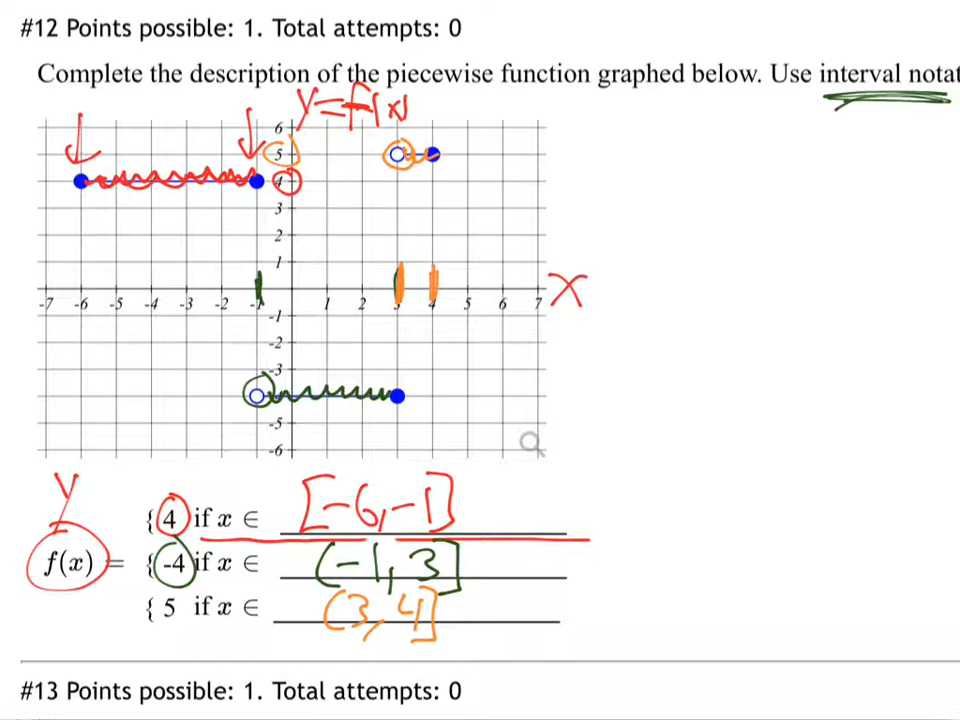 #12 Points possible: 1. Total attempts: 0
Complete the description of the piecewise function graphed below. Use interval notat
y=f(x)
6
5
4
3
2
1
-7 -6 -5 -4 -3 -2 -1 1 2 3 4 5 6 7 X
-1
-2
-3
-5
-6
y
{4 if x ∈ [-6,-1]
f(x) = {-4 if x ∈ (-1,3]
{ 5 if x ∈ (3,4]
#13 Points possible: 1. Total attempts: 0